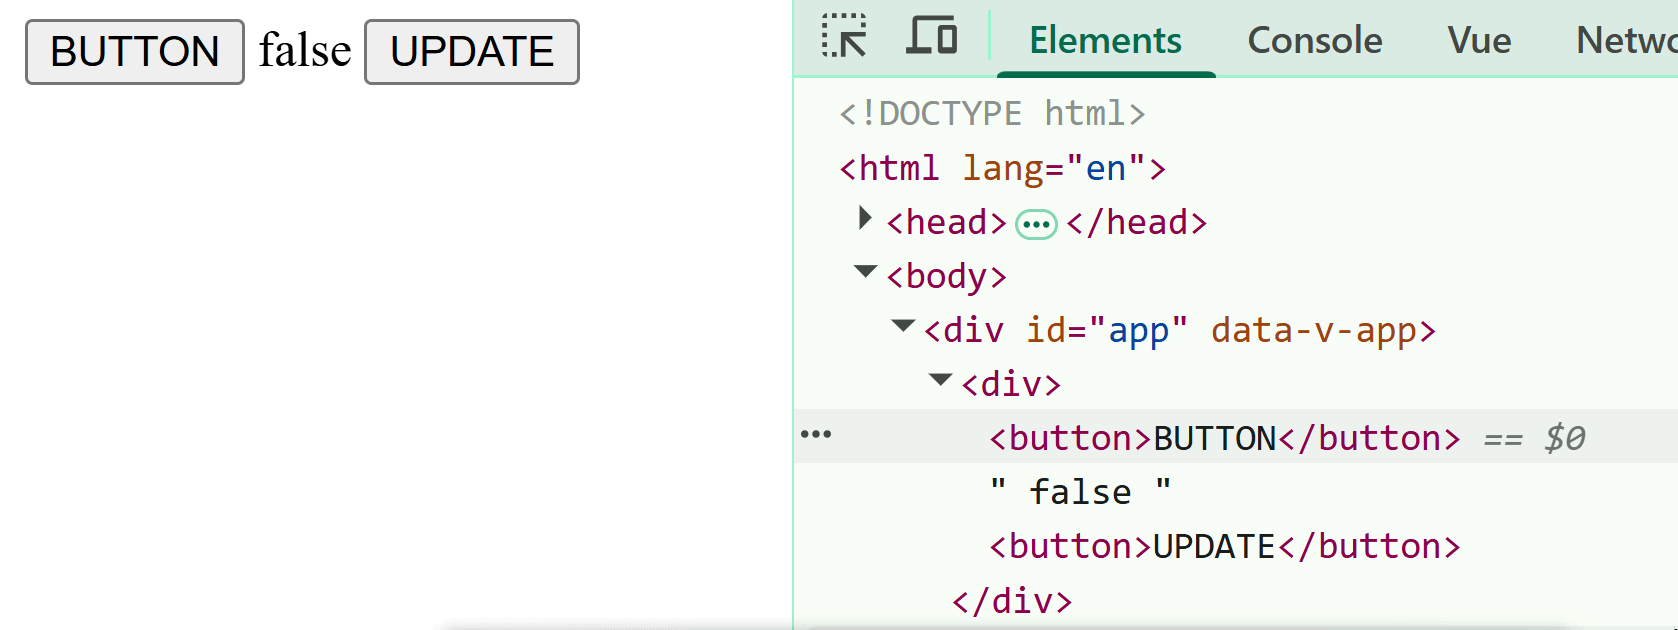 BUTTON false UPDATE
Elements Console Vue Netwo
<!DOCTYPE html>
<html lang="en">
<head> ••• </head>
<body>
<div id="app" data-v-app>
<div>
••• <button>BUTTON</button> == $0
" false "
<button>UPDATE</button>
</div>